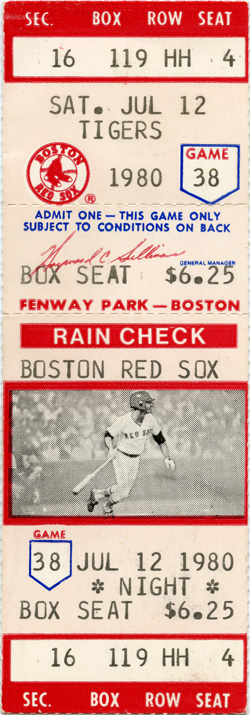 SEC. BOX ROW SEAT
16 119 HH 4
SAT. JUL 12
TIGERS
BOSTON
RED SOX
®
1980
GAME
38
ADMIT ONE — THIS GAME ONLY
SUBJECT TO CONDITIONS ON BACK
Haywood C. Sullivan
GENERAL MANAGER
BOX SEAT $6.25
FENWAY PARK — BOSTON
RAIN CHECK
BOSTON RED SOX
RED SOX
GAME
38
JUL 12 1980
* NIGHT *
BOX SEAT $6.25
16 119 HH 4
SEC. BOX ROW SEAT